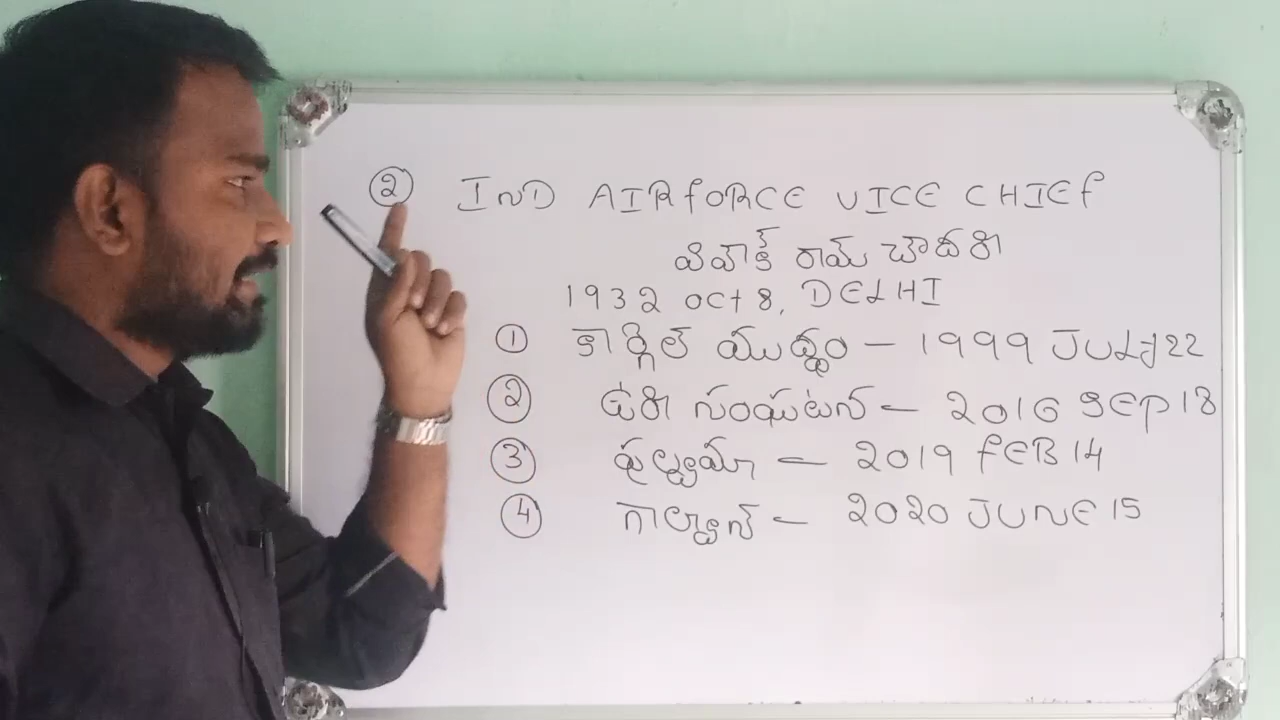 ② IND AIRfORCE VICE CHIEf
వివేక్ రామ్ చౌదరి
1932 OCT 8, DELHI
① కార్గిల్ యుద్ధం - 1999 JULY 22
② ఉరి సంఘటన - 2016 SEP 18
③ పుల్వామా - 2019 fEB 14
④ గాల్వాన్ - 2020 JUNE 15